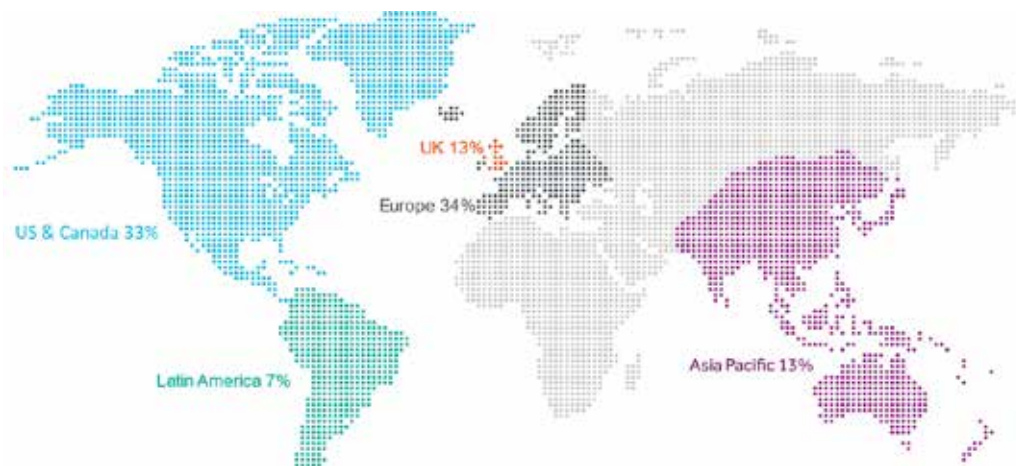 UK 13%
Europe 34%
US & Canada 33%
Latin America 7%
Asia Pacific 13%